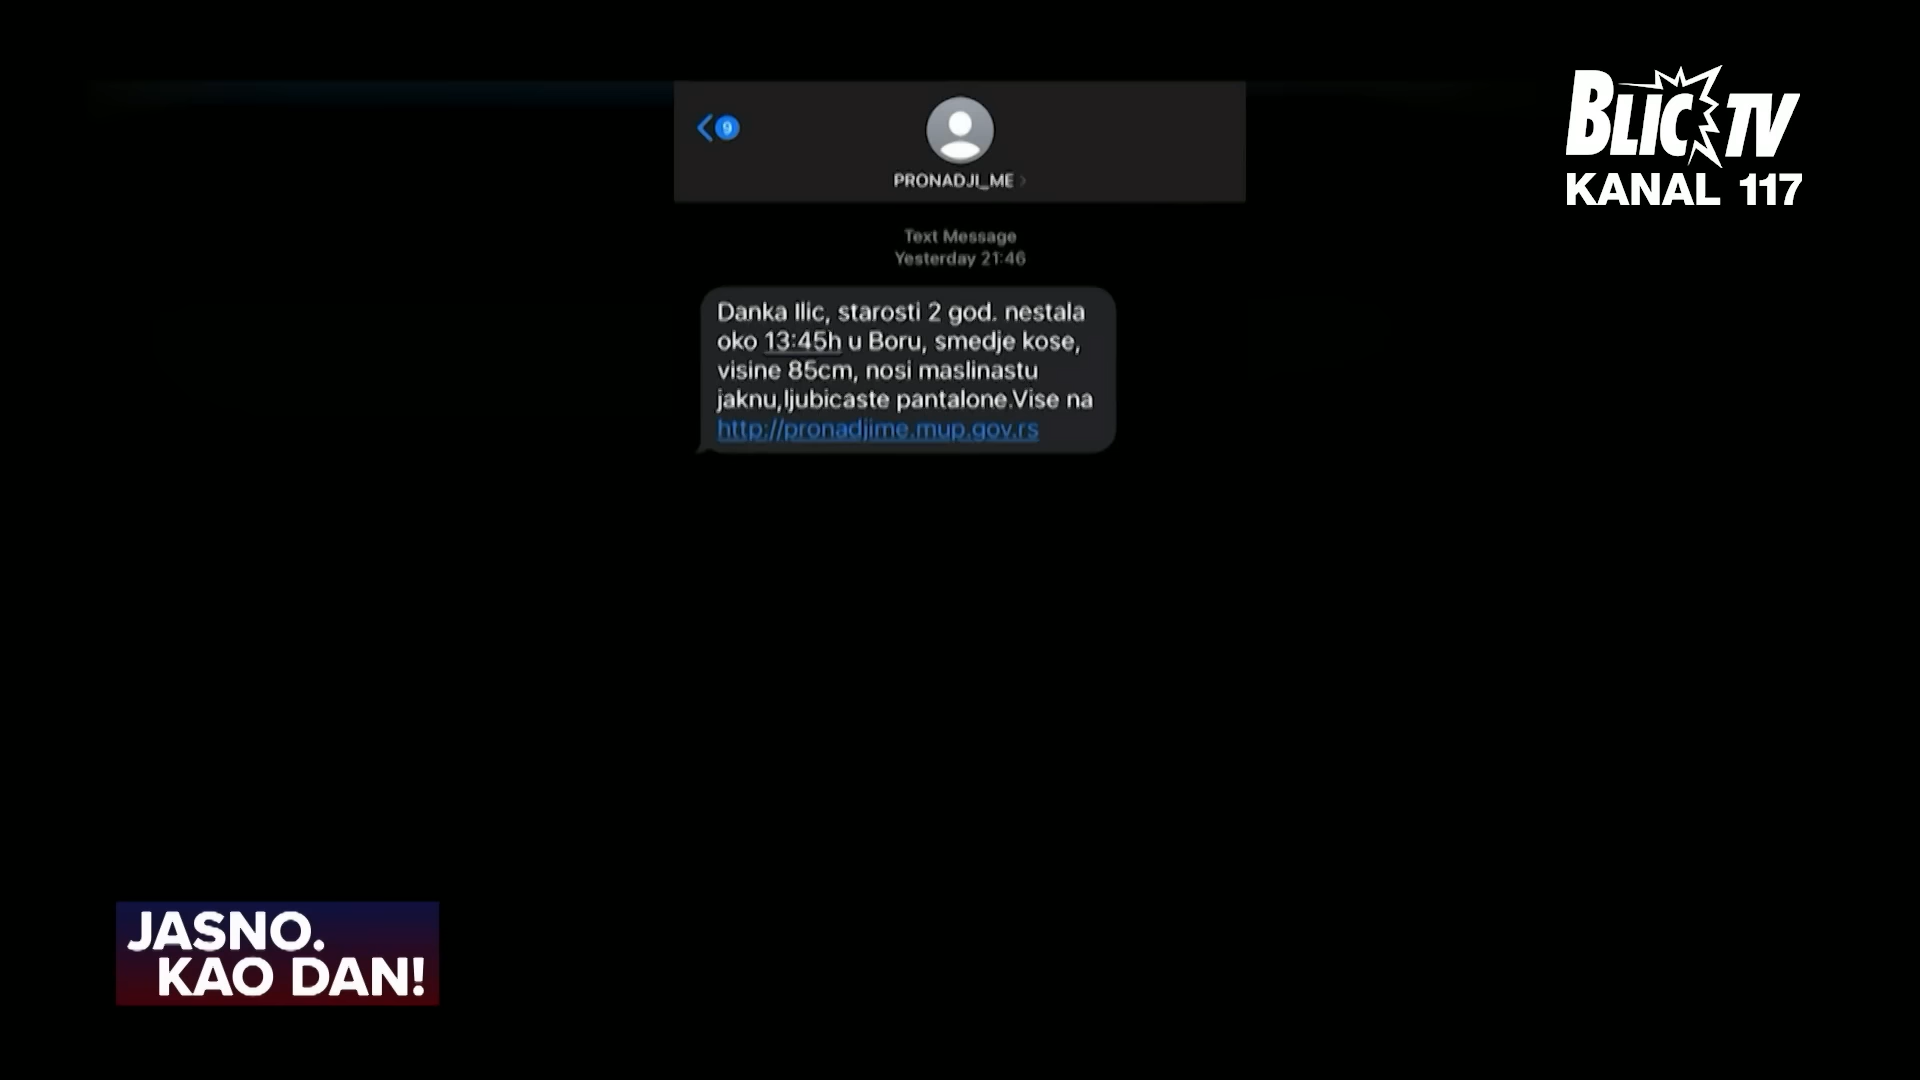 BLIC TV
KANAL 117
9
PRONADJI_ME
Text Message
Yesterday 21:46
Danka Ilic, starosti 2 god. nestala
oko 13:45h u Boru, smedje kose,
visine 85cm, nosi maslinastu
jaknu,ljubicaste pantalone.Vise na
http://pronadjime.mup.gov.rs
JASNO.
KAO DAN!